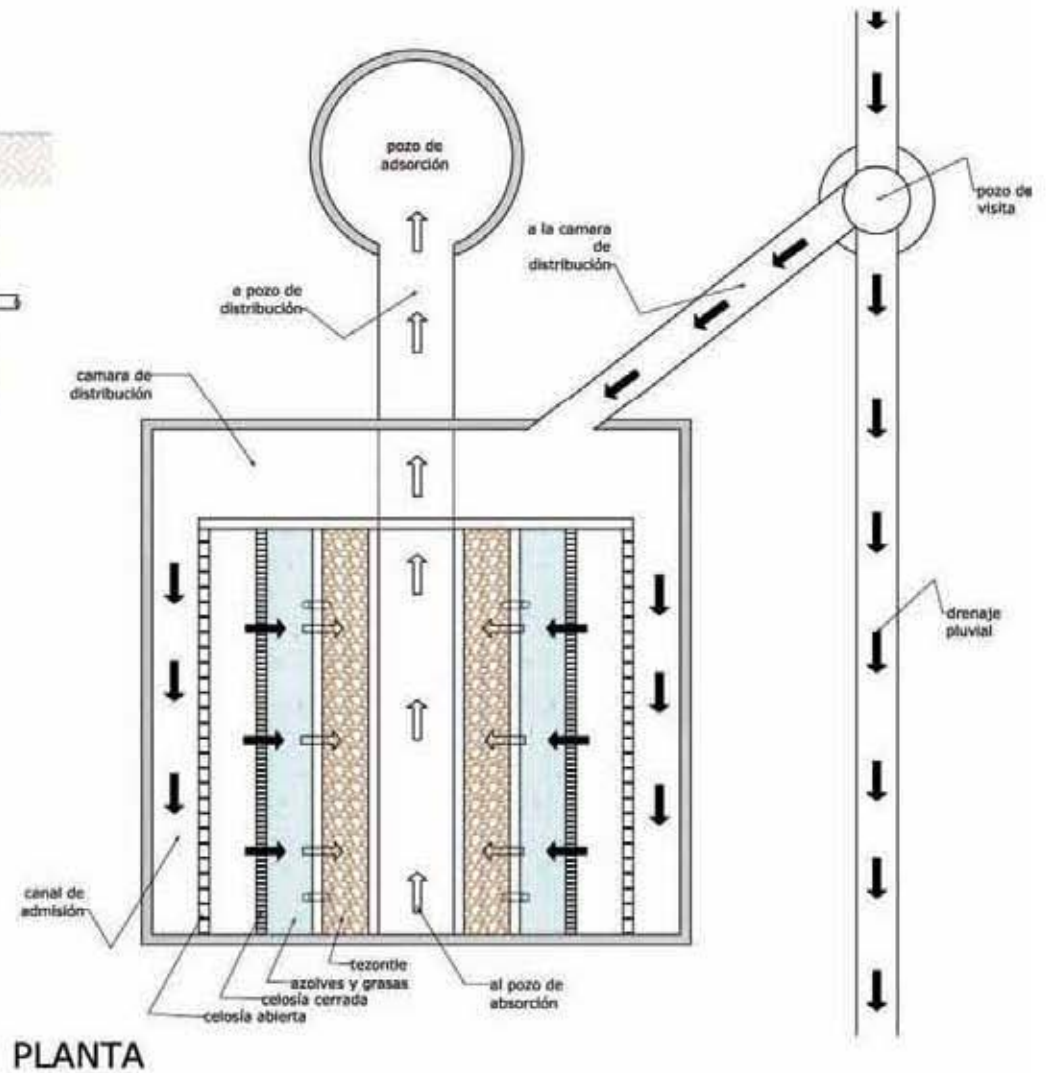 pozo de
adsorción
pozo de
visita
a la camara
de
distribución
a pozo de
distribución
camara de
distribución
drenaje
pluvial
canal de
admisión
tezontle
azolves y grasas
celosía cerrada
celosía abierta
al pozo de
absorción
PLANTA